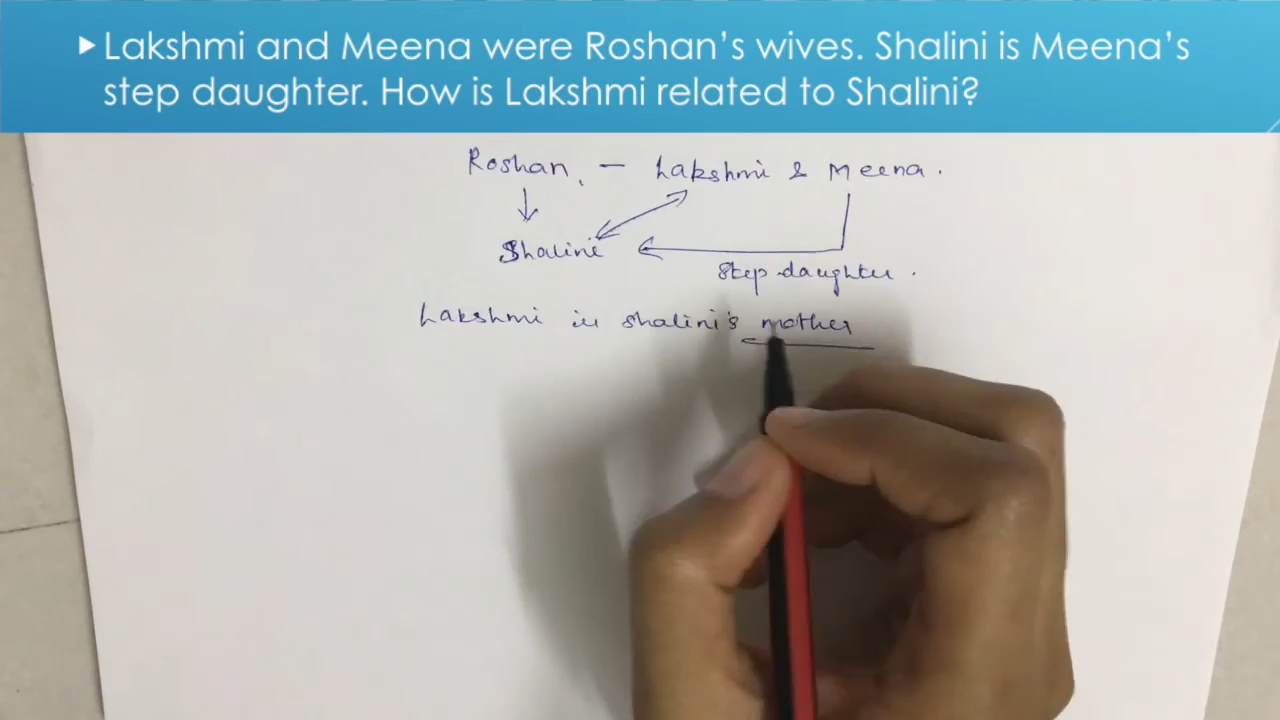 Lakshmi and Meena were Roshan's wives. Shalini is Meena's
step daughter. How is Lakshmi related to Shalini?
Roshan, - Lakshmi & Meena.
Shalini
Step daughter.
Lakshmi is Shalini's mother